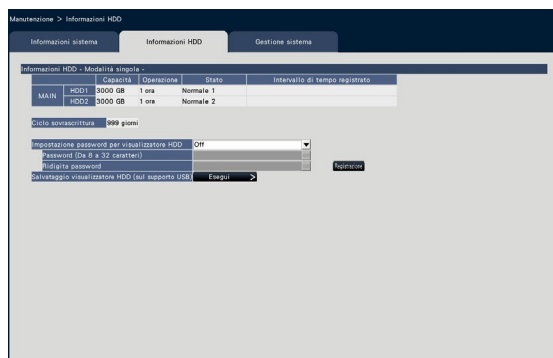 Manutenzione > Informazioni HDD
Informazioni sistema Informazioni HDD Gestione sistema
Informazioni HDD - Modalità singola -
Capacità Operazione Stato Intervallo di tempo registrato
MAIN HDD1 3000 GB 1 ora Normale 1
HDD2 3000 GB 1 ora Normale 2
Ciclo sovrascrittura 999 giorni
Impostazione password per visualizzatore HDD Off
Password (Da 8 a 32 caratteri)
Ridigita password Registrazione
Salvataggio visualizzatore HDD (sul supporto USB) Esegui >